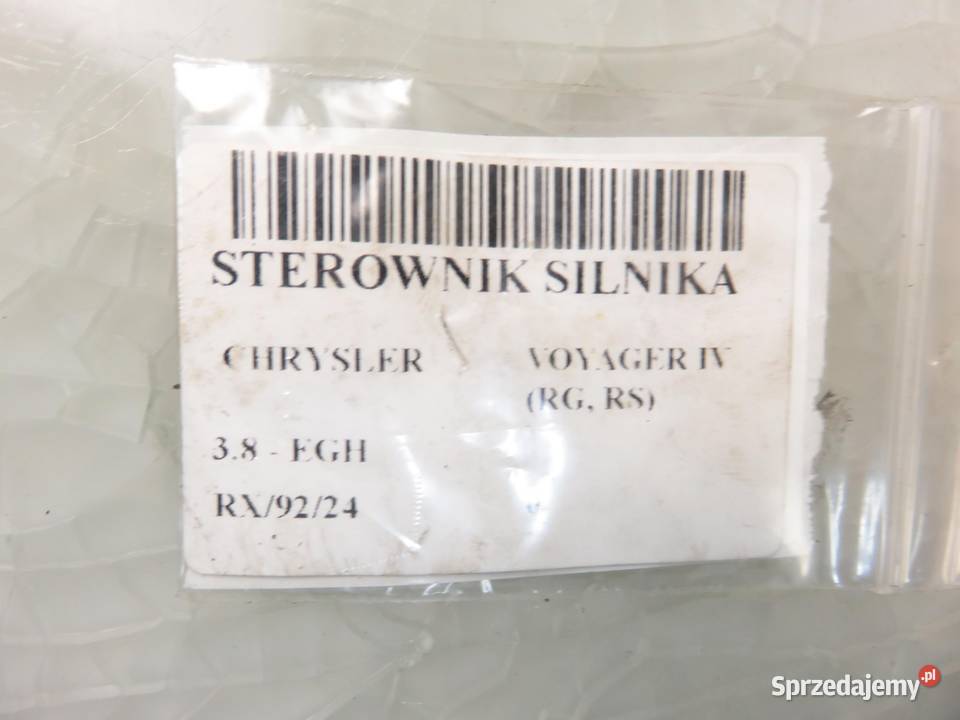 STEROWNIK SILNIKA
CHRYSLER VOYAGER IV
(RG, RS)
3.8 - EGH
RX/92/24
Sprzedajemy.pl